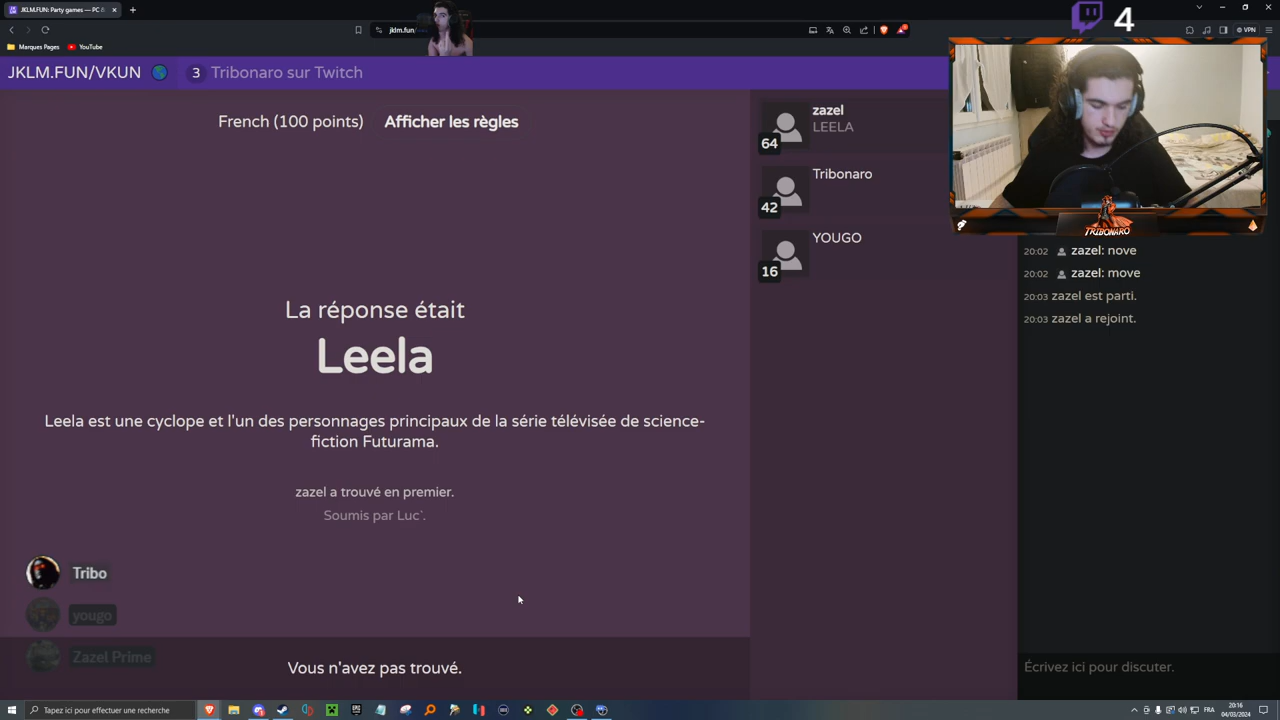 JKLM.FUN: Party games — PC &
4
jklm.fun/
VPN
Marques Pages
YouTube
JKLM.FUN/VKUN
3
Tribonaro sur Twitch
French (100 points)
Afficher les règles
zazel
LEELA
64
Tribonaro
42
YOUGO
16
TRIBONARO
20:02 zazel: nove
20:02 zazel: move
20:03 zazel est parti.
20:03 zazel a rejoint.
La réponse était
Leela
Leela est une cyclope et l'un des personnages principaux de la série télévisée de science-
fiction Futurama.
zazel a trouvé en premier.
Soumis par Luc`.
Tribo
yougo
Zazel Prime
Vous n'avez pas trouvé.
Écrivez ici pour discuter.
Tapez ici pour effectuer une recherche
FRA
20:16
04/03/2024